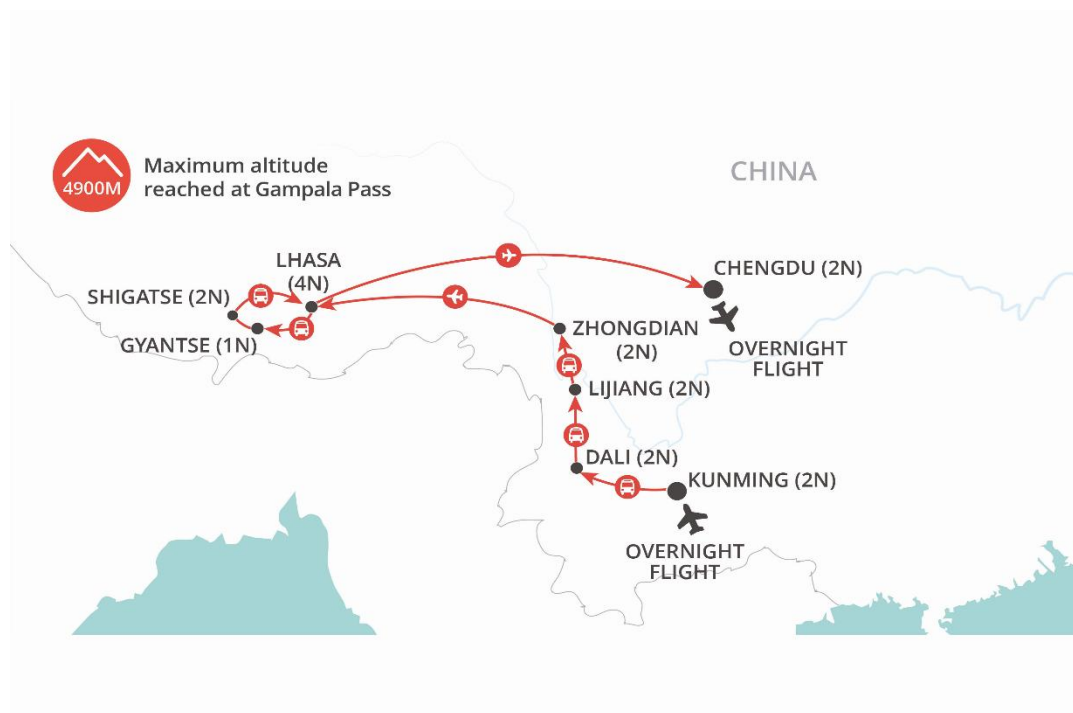 4900M
Maximum altitude
reached at Gampala Pass
CHINA
LHASA
(4N)
CHENGDU (2N)
SHIGATSE (2N)
GYANTSE (1N)
ZHONGDIAN
(2N)
OVERNIGHT
FLIGHT
LIJIANG (2N)
DALI (2N)
KUNMING (2N)
OVERNIGHT
FLIGHT